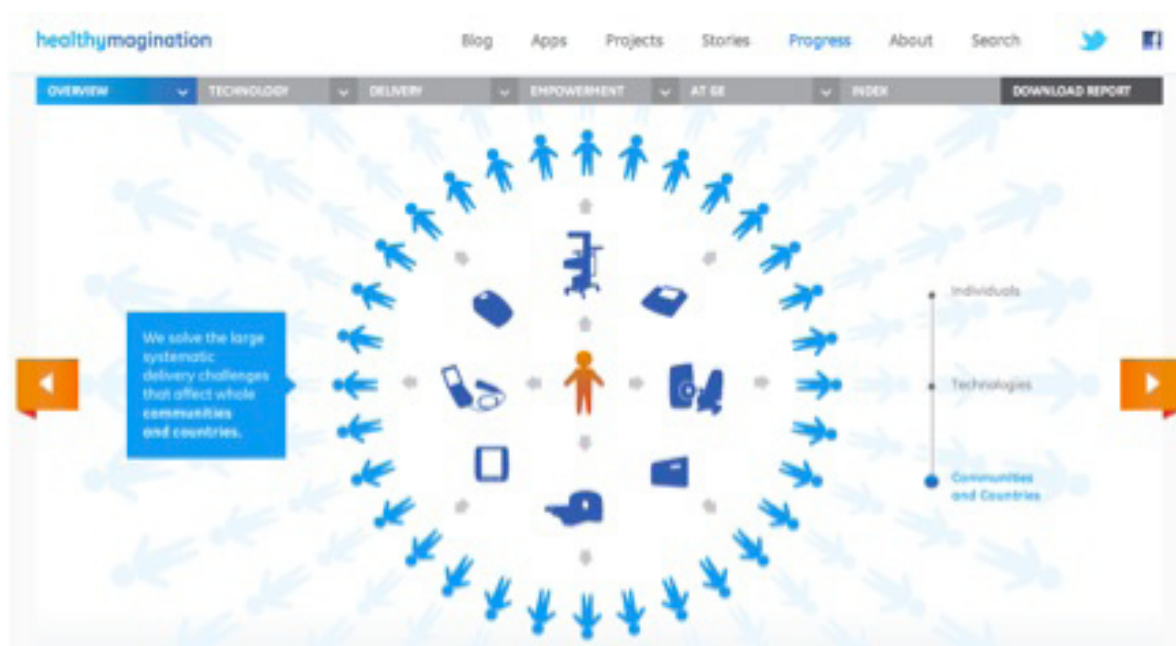 healthymagination
Blog Apps Projects Stories Progress About Search
OVERVIEW TECHNOLOGY DELIVERY EMPOWERMENT AT GE INDEX DOWNLOAD REPORT
Individuals
We solve the large
systematic
delivery challenges
that affect whole
communities
and countries.
Technologies
Communities
and Countries